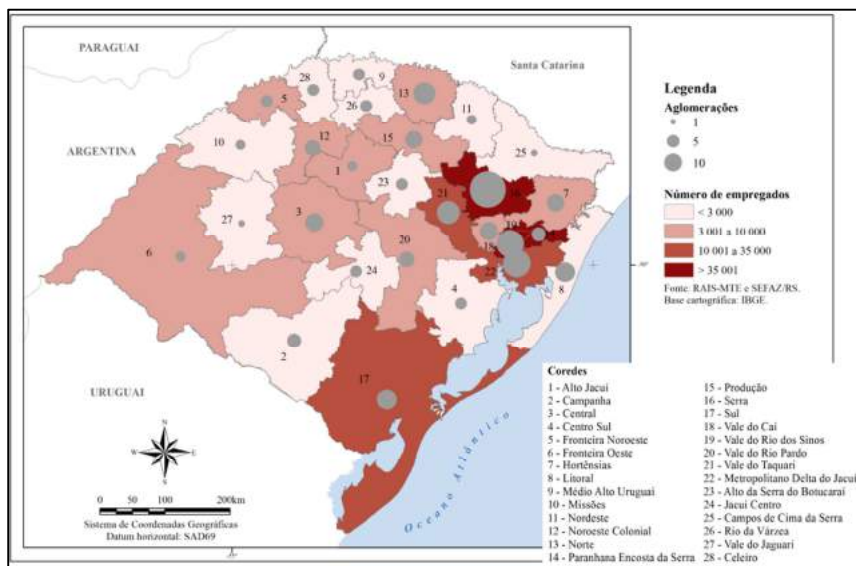 PARAGUAI
Santa Catarina
ARGENTINA
URUGUAI
Oceano Atlântico
28
9
5
26
13
11
10
12
15
25
1
23
27
3
21
16
7
6
19
18
20
24
22
8
4
2
17
Legenda
Aglomerações
1
5
10
Número de empregados
< 3 000
3 001 a 10 000
10 001 a 35 000
> 35 001
Fonte: RAIS-MTE e SEFAZ/RS.
Base cartográfica: IBGE.
N
W E
S
0 50 100 200km
Sistema de Coordenadas Geográficas
Datum horizontal: SAD69
Coredes
1 - Alto Jacuí
2 - Campanha
3 - Central
4 - Centro Sul
5 - Fronteira Noroeste
6 - Fronteira Oeste
7 - Hortênsias
8 - Litoral
9 - Médio Alto Uruguai
10 - Missões
11 - Nordeste
12 - Noroeste Colonial
13 - Norte
14 - Paranhana Encosta da Serra
15 - Produção
16 - Serra
17 - Sul
18 - Vale do Caí
19 - Vale do Rio dos Sinos
20 - Vale do Rio Pardo
21 - Vale do Taquari
22 - Metropolitano Delta do Jacuí
23 - Alto da Serra do Botucaraí
24 - Jacuí Centro
25 - Campos de Cima da Serra
26 - Rio da Várzea
27 - Vale do Jaguari
28 - Celeiro